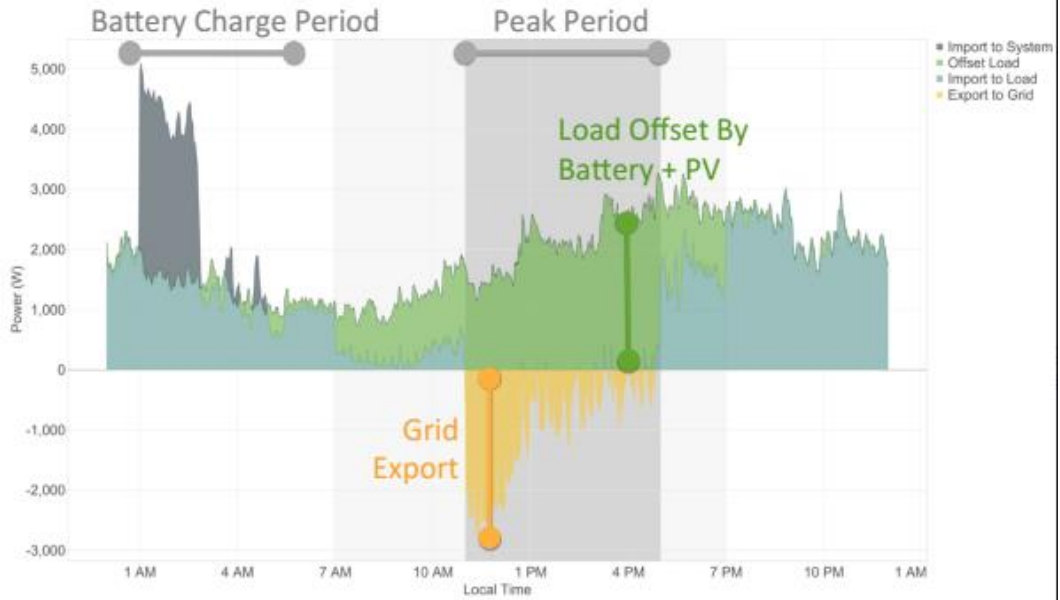 Battery Charge Period
Peak Period
Import to System
Offset Load
Import to Load
Export to Grid
5,000
4,000
3,000
2,000
1,000
0
-1,000
-2,000
-3,000
Power (W)
Load Offset By
Battery + PV
Grid
Export
1 AM
4 AM
7 AM
10 AM
1 PM
4 PM
7 PM
10 PM
1 AM
Local Time